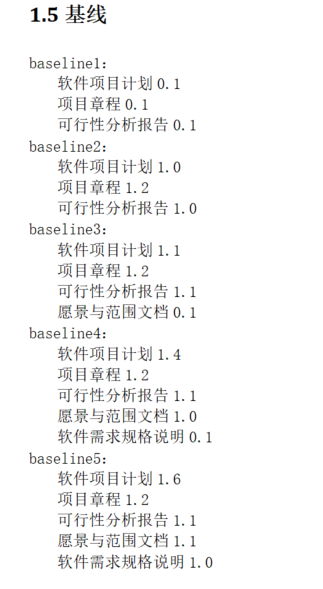 1.5 基线
baseline1:
软件项目计划 0.1
项目章程 0.1
可行性分析报告 0.1
baseline2:
软件项目计划 1.0
项目章程 1.2
可行性分析报告 1.0
baseline3:
软件项目计划 1.1
项目章程 1.2
可行性分析报告 1.1
愿景与范围文档 0.1
baseline4:
软件项目计划 1.4
项目章程 1.2
可行性分析报告 1.1
愿景与范围文档 1.0
软件需求规格说明 0.1
baseline5:
软件项目计划 1.6
项目章程 1.2
可行性分析报告 1.1
愿景与范围文档 1.1
软件需求规格说明 1.0